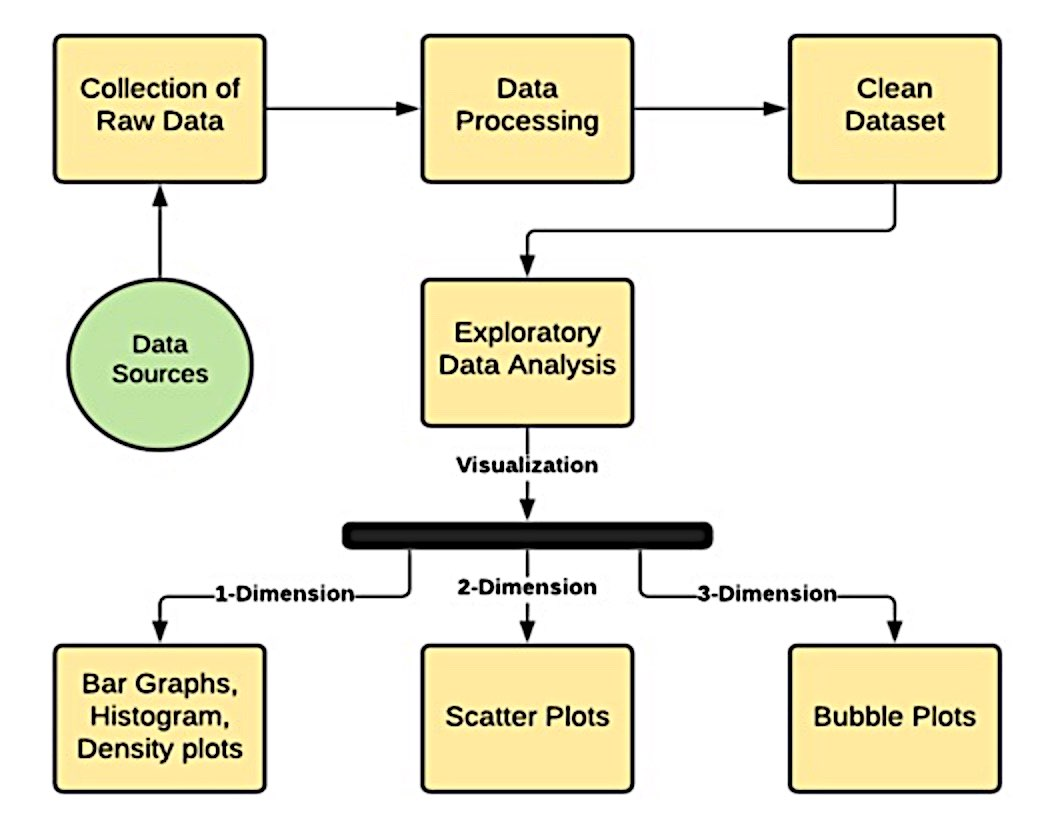 Collection of
Raw Data
Data
Processing
Clean
Dataset
Data
Sources
Exploratory
Data Analysis
Visualization
1-Dimension
2-Dimension
3-Dimension
Bar Graphs,
Histogram,
Density plots
Scatter Plots
Bubble Plots